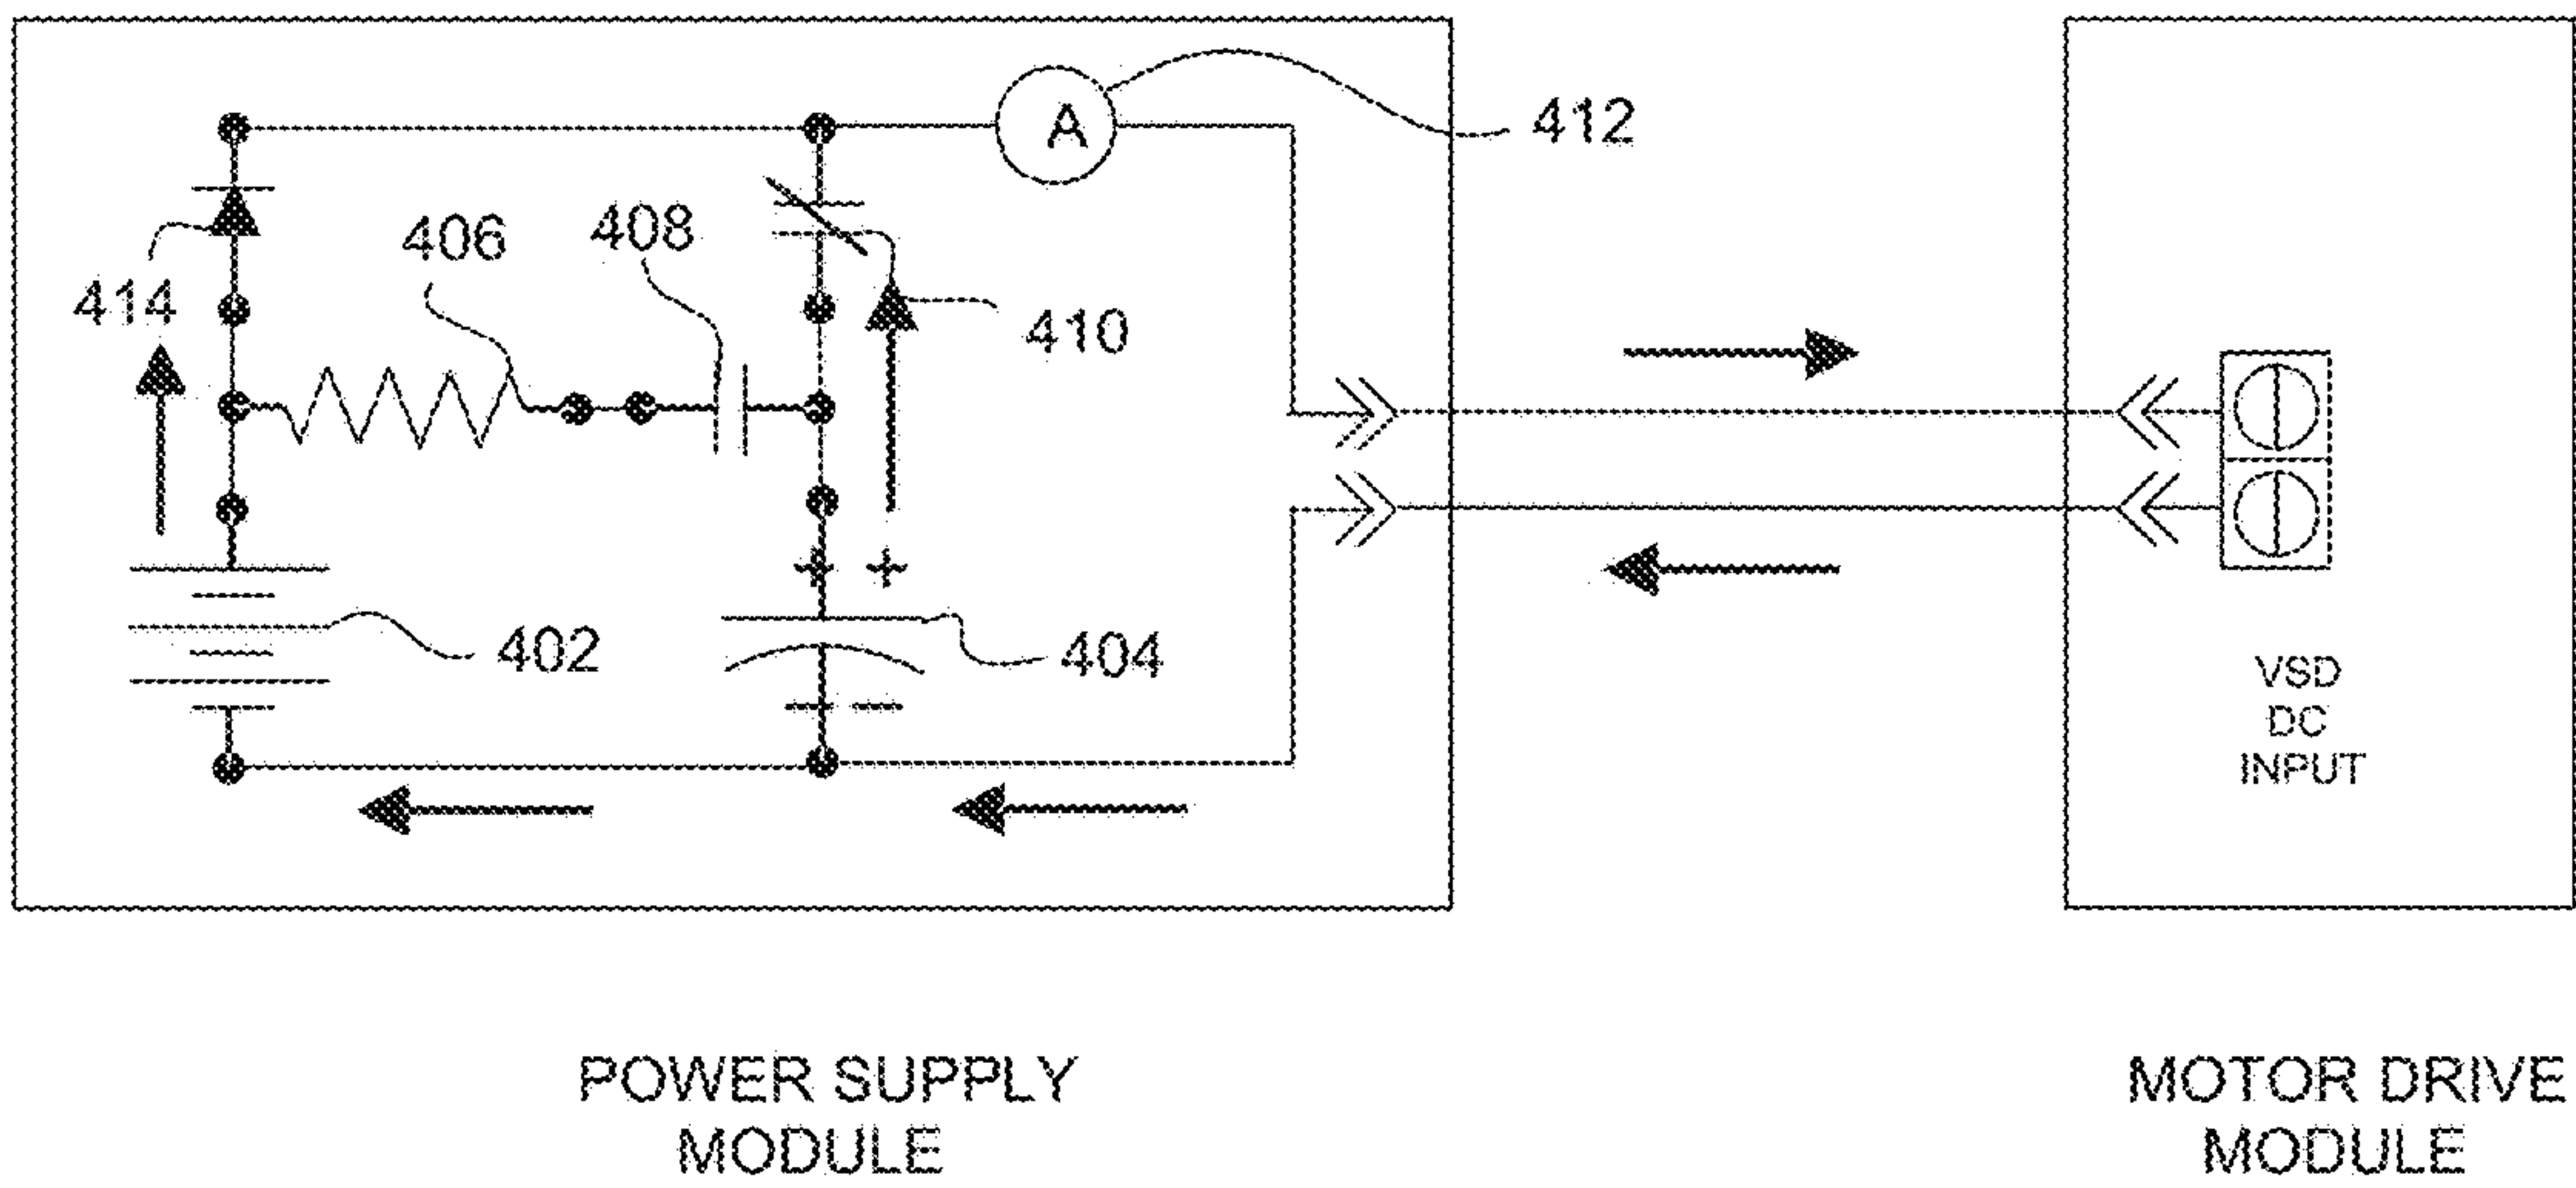 A
412
406
408
414
410
+ +
402
404
- -
VSD
DC
INPUT
POWER SUPPLY
MODULE
MOTOR DRIVE
MODULE